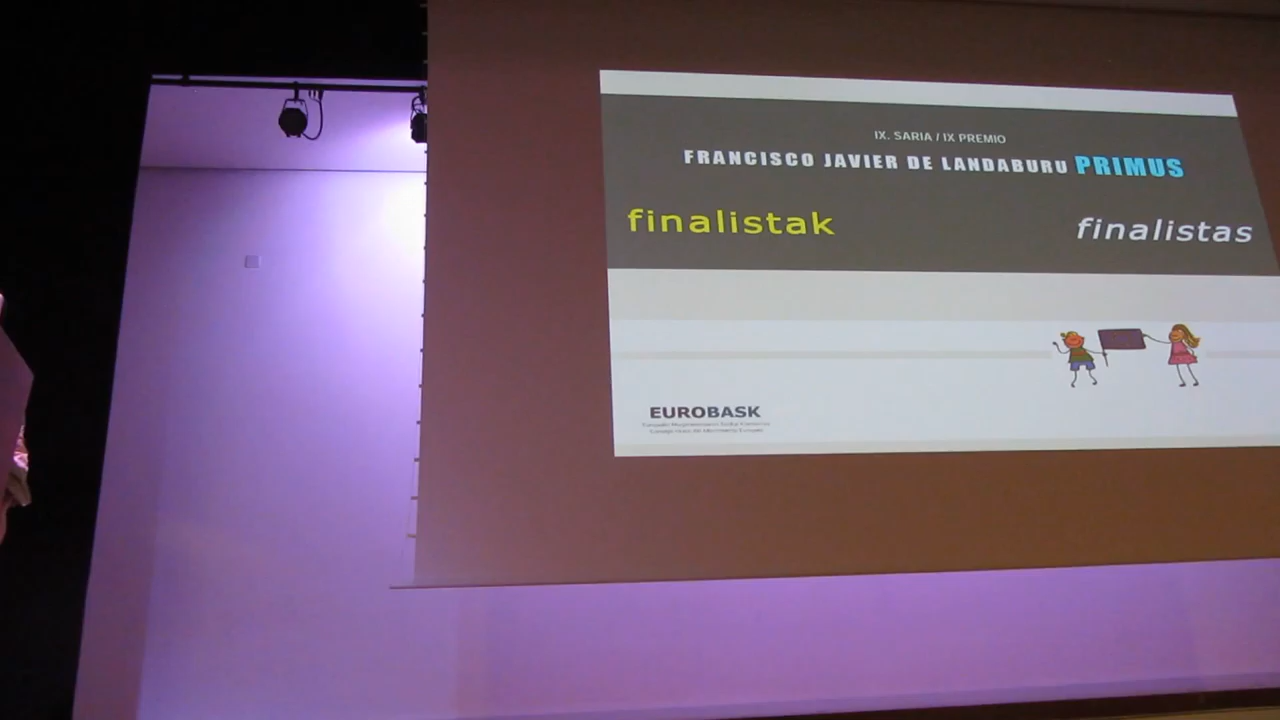 IX. SARIA / IX PREMIO
FRANCISCO JAVIER DE LANDABURU PRIMUS
finalistak
finalistas
EUROBASK